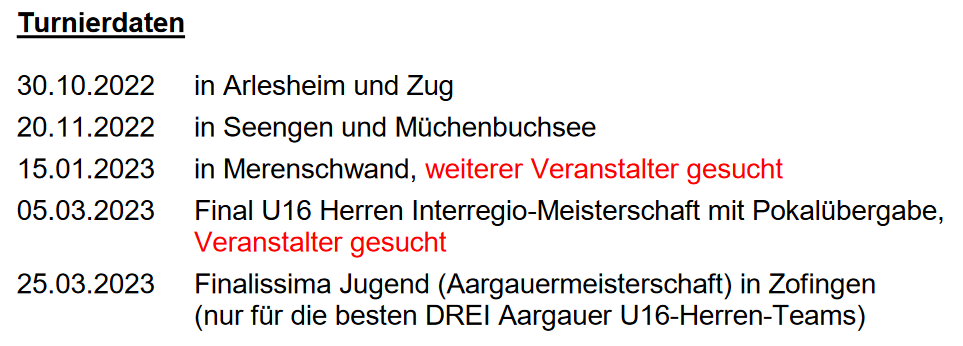 Turnierdaten
30.10.2022 in Arlesheim und Zug
20.11.2022 in Seengen und Müchenbuchsee
15.01.2023 in Merenschwand, weiterer Veranstalter gesucht
05.03.2023 Final U16 Herren Interregio-Meisterschaft mit Pokalübergabe,
Veranstalter gesucht
25.03.2023 Finalissima Jugend (Aargauermeisterschaft) in Zofingen
(nur für die besten DREI Aargauer U16-Herren-Teams)